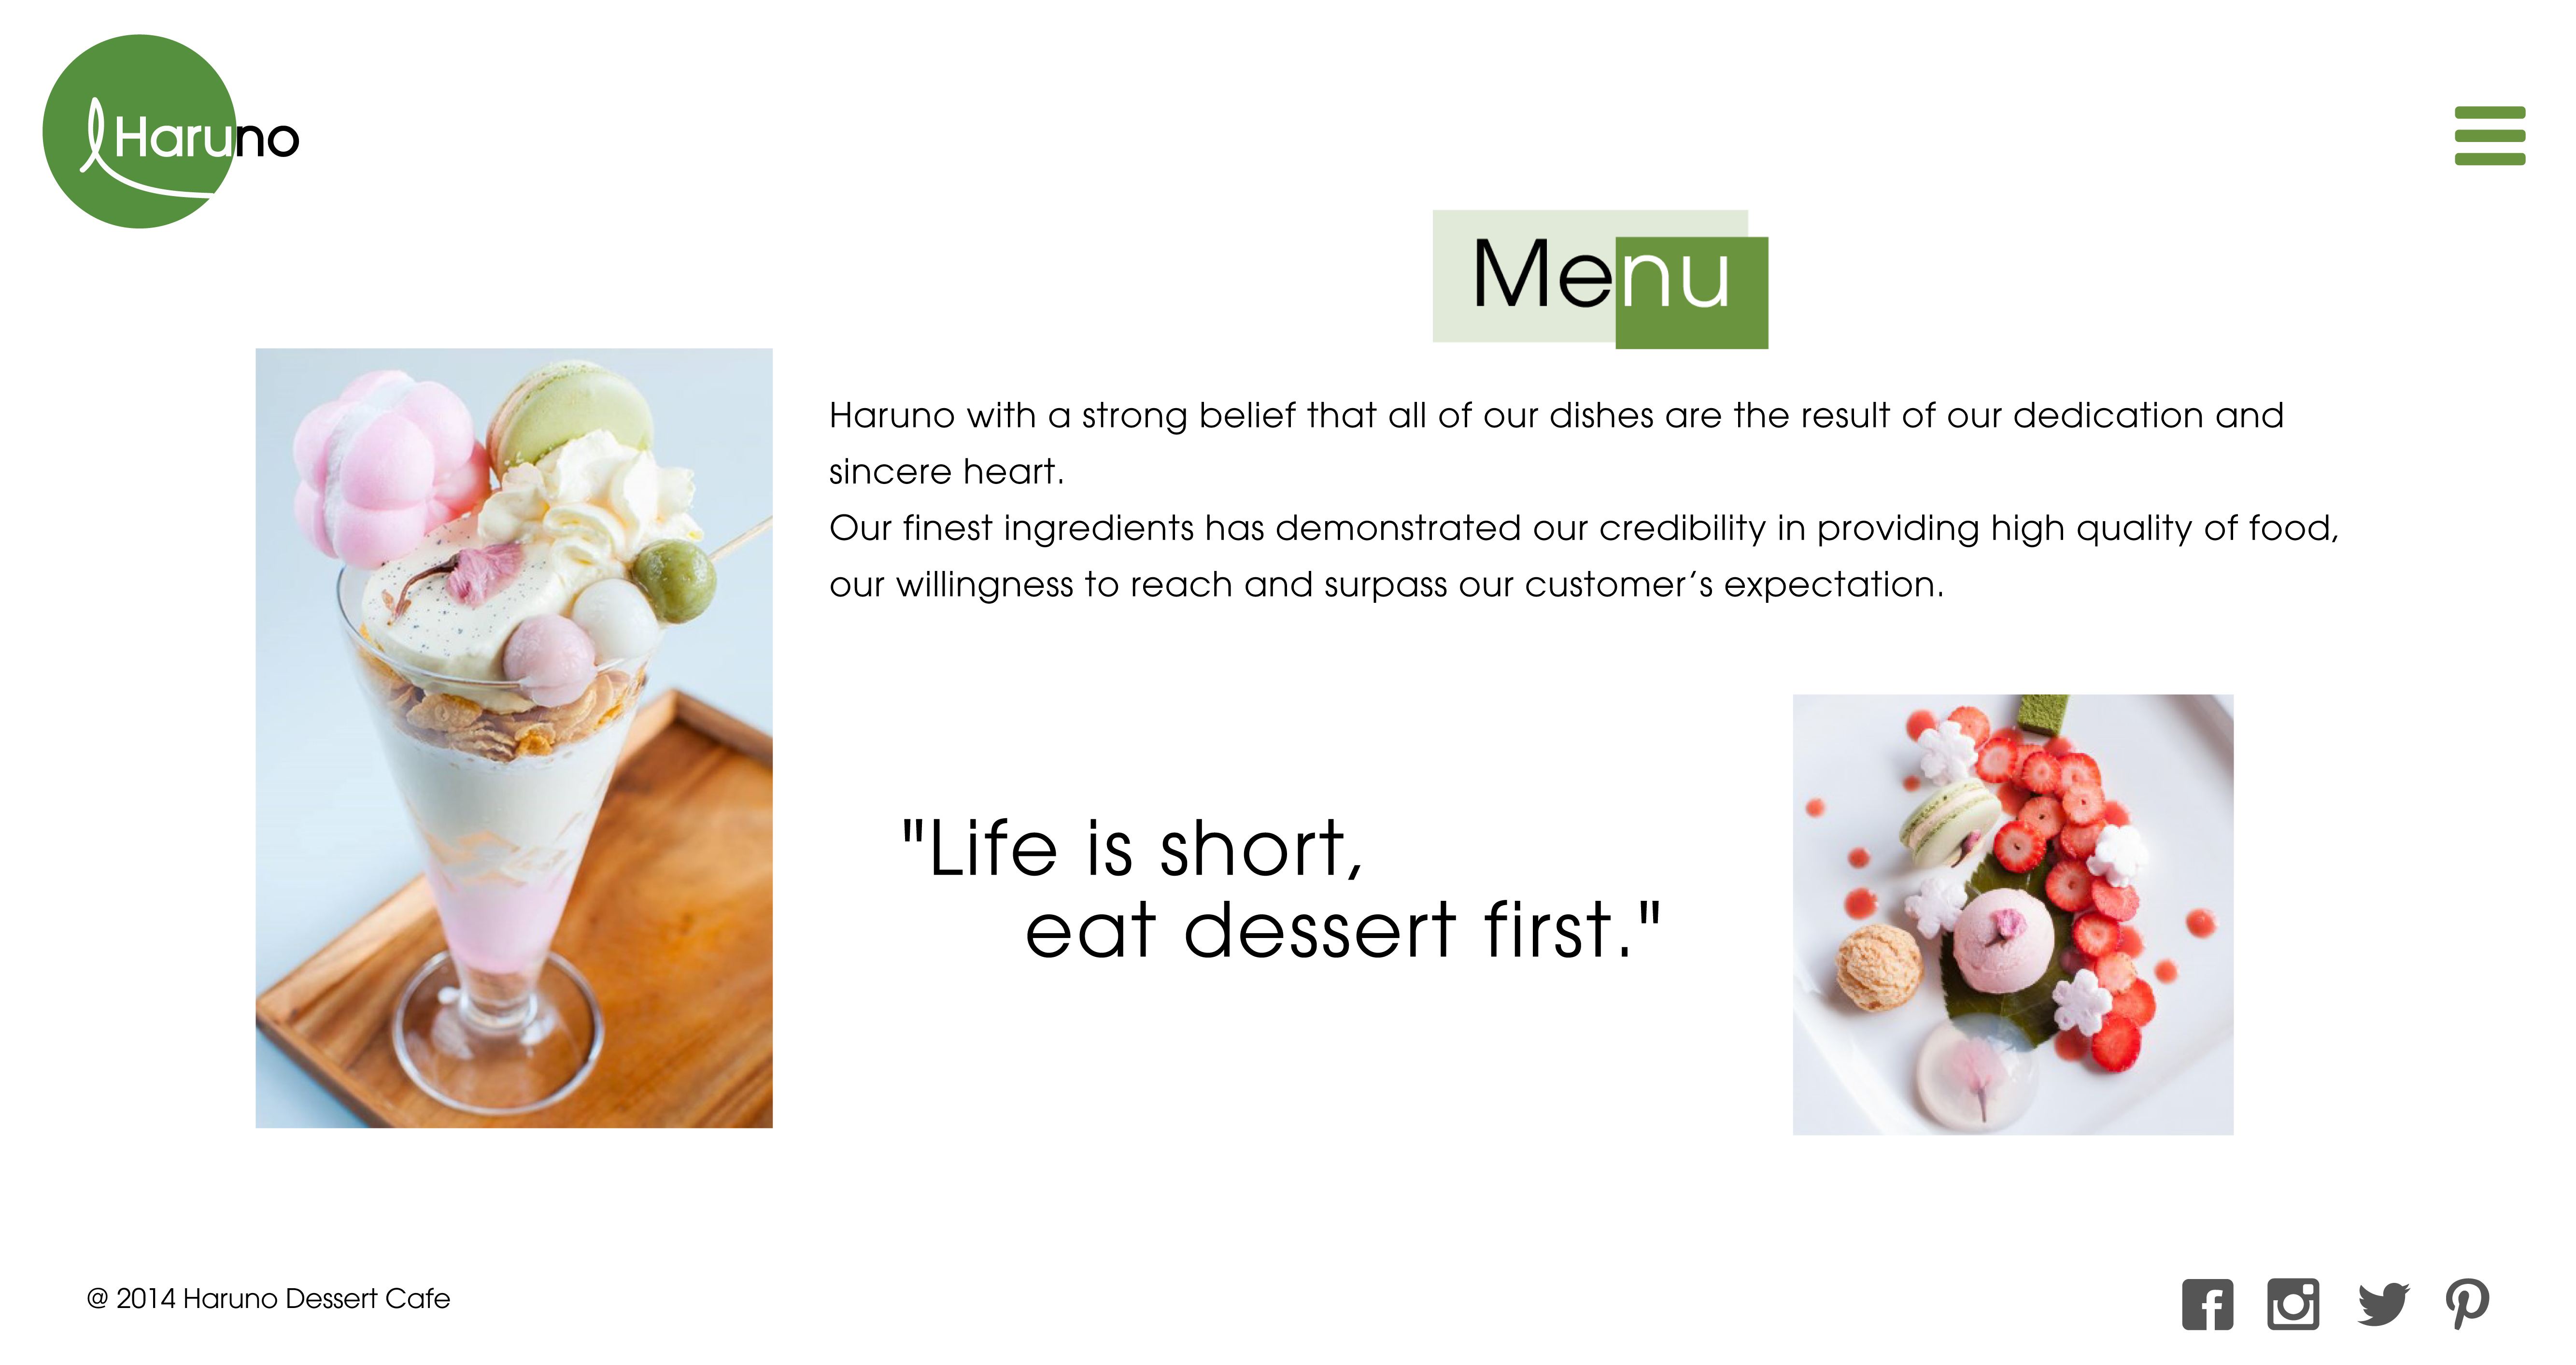 Haruno
Menu
Haruno with a strong belief that all of our dishes are the result of our dedication and
sincere heart.
Our finest ingredients has demonstrated our credibility in providing high quality of food,
our willingness to reach and surpass our customer’s expectation.
"Life is short,
eat dessert first."
@ 2014 Haruno Dessert Cafe